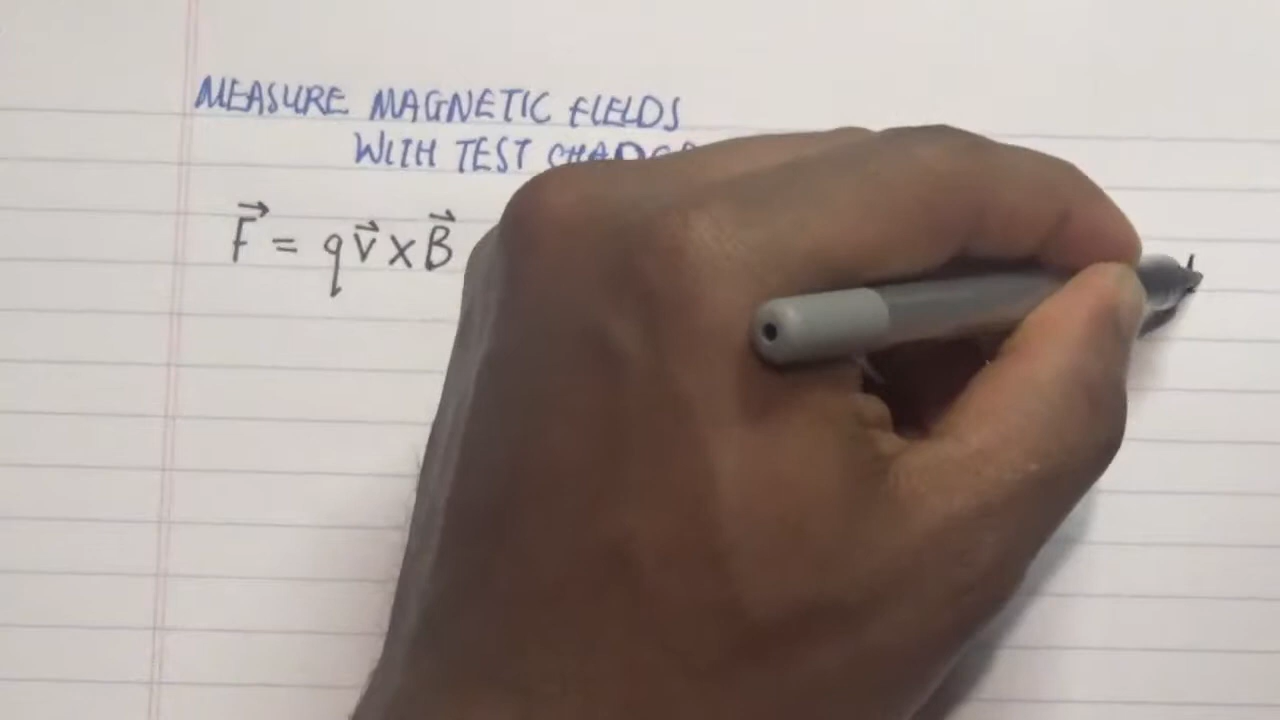 MEASURE MAGNETIC FIELDS
WITH TEST
F⃗ = qv⃗ x B⃗